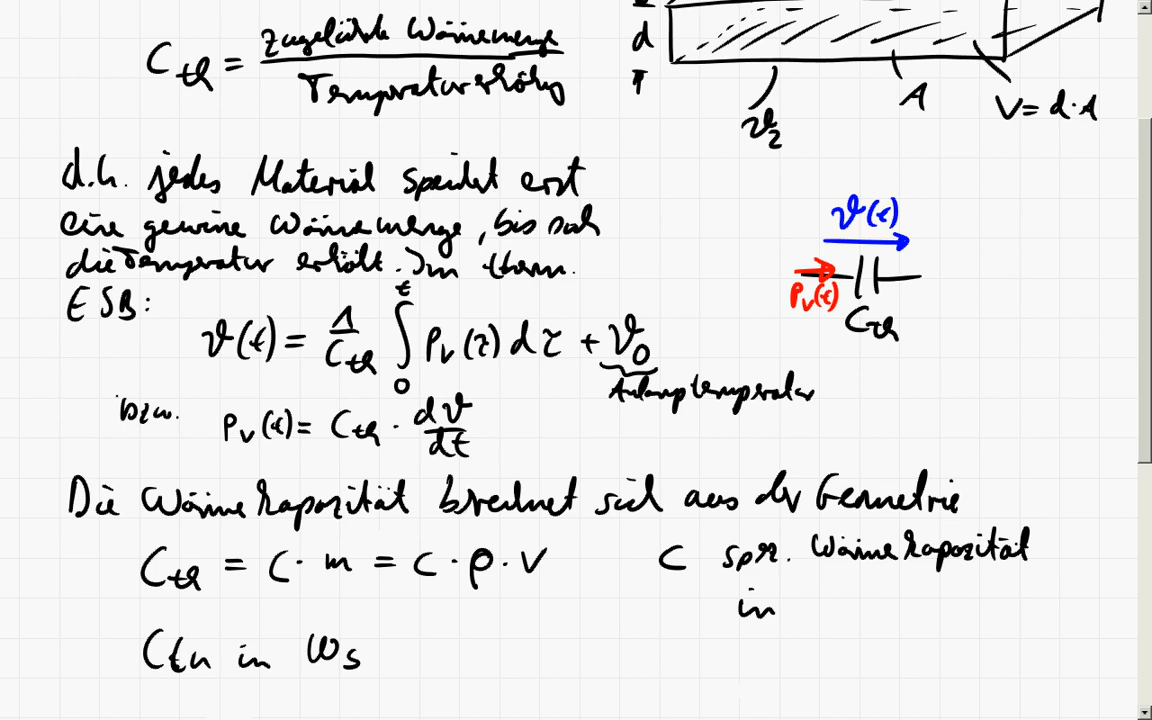 C_th = zugeführte Wärmemenge / Temperaturerhöhg
d
ϑ_2
A
V = d·A
d.h. jedes Material speichert erst
eine gewisse Wärmemenge, bis sich
die Temperatur erhöht. Im therm.
ESB:
ϑ(t) = 1/C_th ∫_0^t P_v(τ) dτ + ϑ_0
Anfangstemperatur
bzw. P_v(t) = C_th · dϑ/dt
ϑ(t)
P_v(t)
C_th
Die Wärmekapazität berechnet sich aus der Geometrie
C_th = c · m = c · ρ · V
c spez. Wärmekapazität
in
C_th in Ws